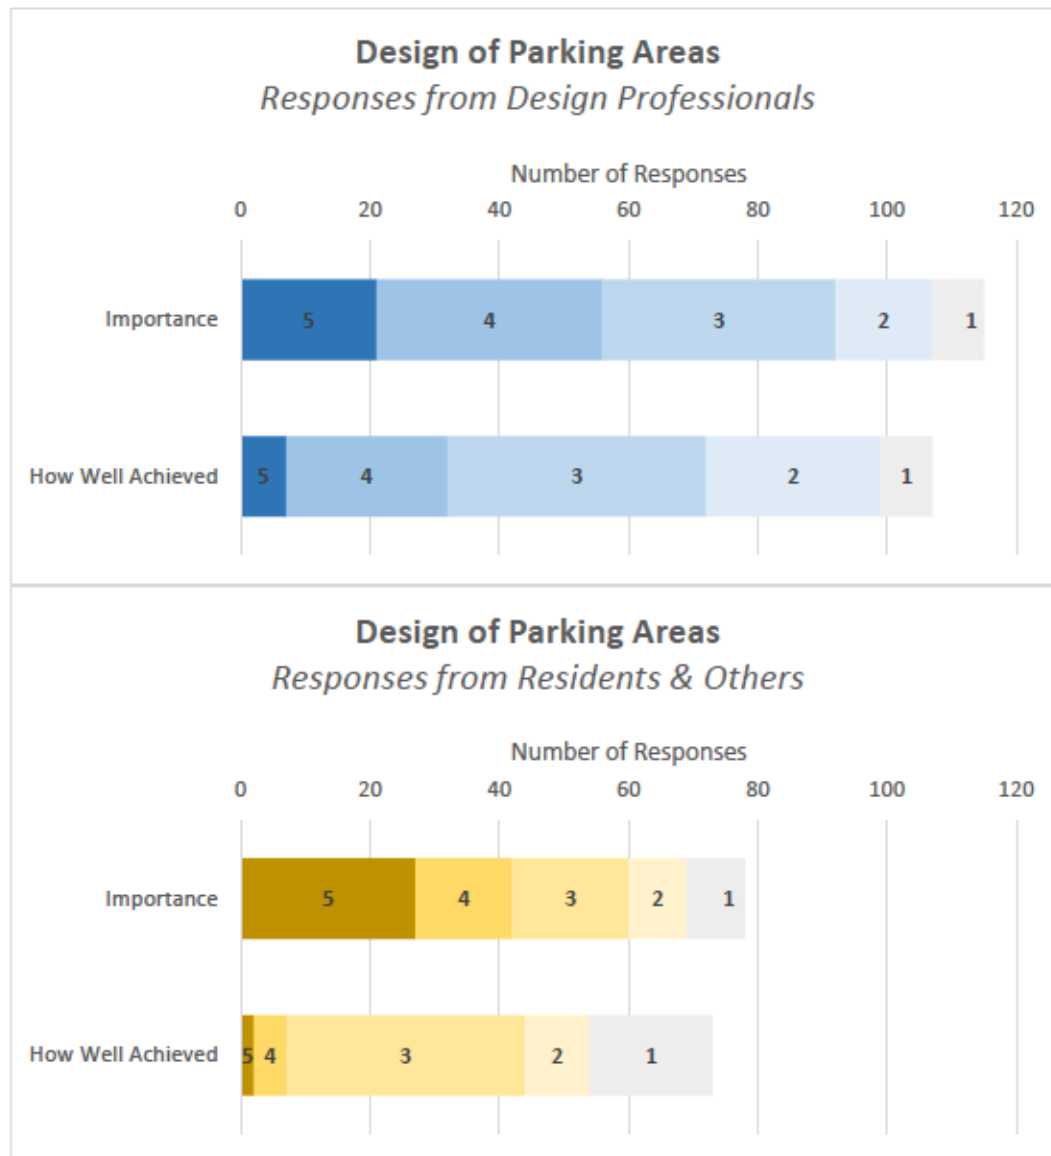 Design of Parking Areas
Responses from Design Professionals
Number of Responses
0 20 40 60 80 100 120
Importance 5 4 3 2 1
How Well Achieved 5 4 3 2 1
Design of Parking Areas
Responses from Residents & Others
Number of Responses
0 20 40 60 80 100 120
Importance 5 4 3 2 1
How Well Achieved 5 4 3 2 1